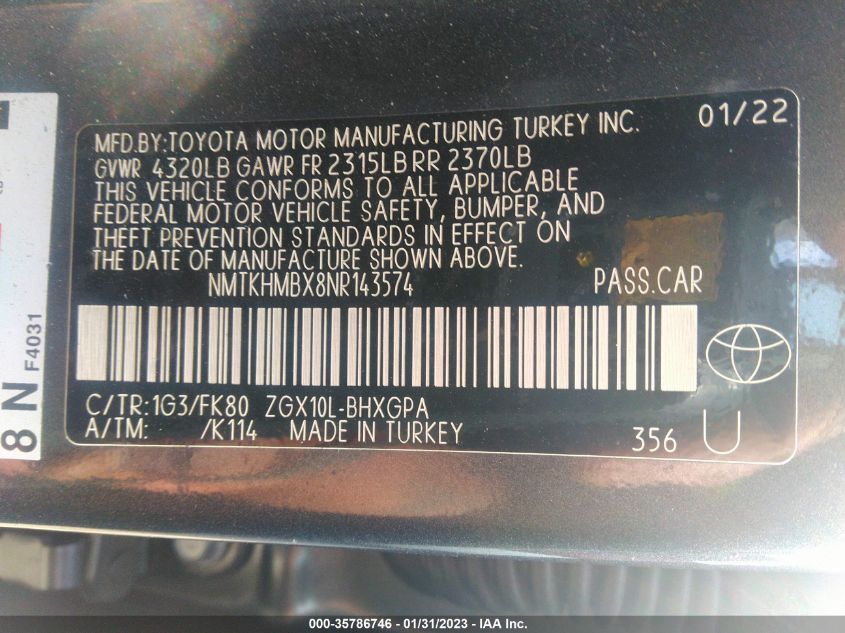 01/22
MFD.BY:TOYOTA MOTOR MANUFACTURING TURKEY INC.
GVWR 4320LB GAWR FR 2315LB RR 2370LB
THIS VEHICLE CONFORMS TO ALL APPLICABLE
FEDERAL MOTOR VEHICLE SAFETY, BUMPER, AND
THEFT PREVENTION STANDARDS IN EFFECT ON
THE DATE OF MANUFACTURE SHOWN ABOVE.
NMTKHMBX8NR143574 PASS.CAR
C/TR:1G3/FK80 ZGX10L-BHXGPA
A/TM: /K114 MADE IN TURKEY
356 U
8 N F4031
000-35786746 - 01/31/2023 - IAA Inc.